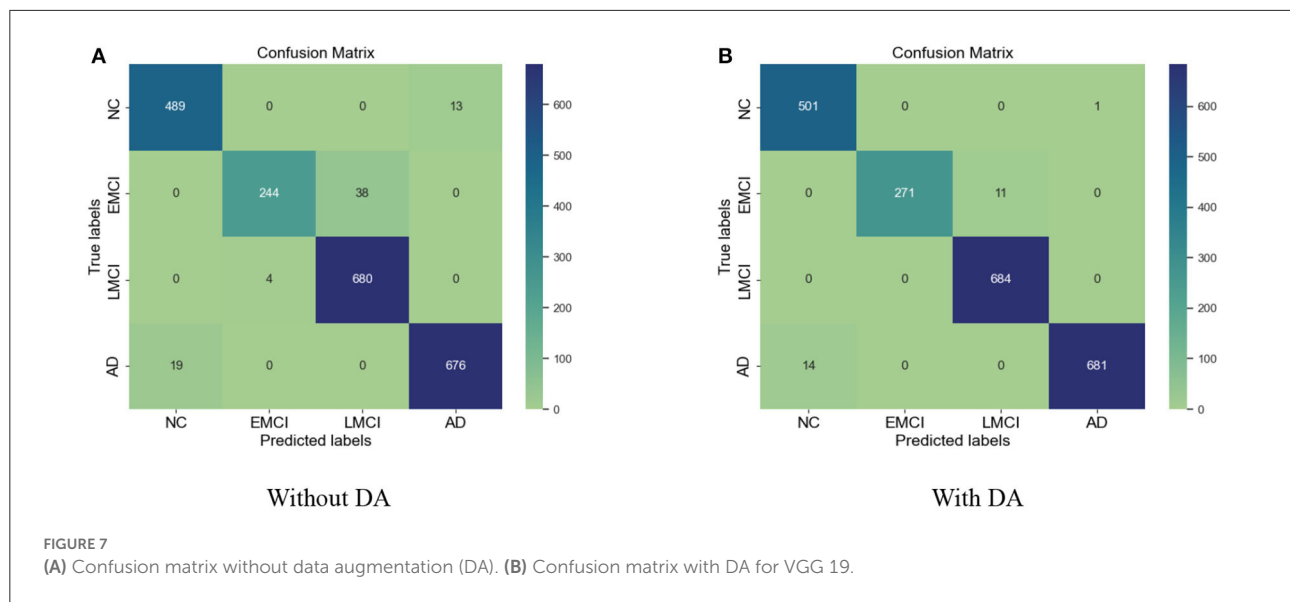 A
Confusion Matrix
True labels
NC 489 0 0 13
EMCI 0 244 38 0
LMCI 0 4 680 0
AD 19 0 0 676
NC EMCI LMCI AD
Predicted labels
600
500
400
300
200
100
0
Without DA
B
Confusion Matrix
True labels
NC 501 0 0 1
EMCI 0 271 11 0
LMCI 0 0 684 0
AD 14 0 0 681
NC EMCI LMCI AD
Predicted labels
600
500
400
300
200
100
0
With DA
FIGURE 7
(A) Confusion matrix without data augmentation (DA). (B) Confusion matrix with DA for VGG 19.